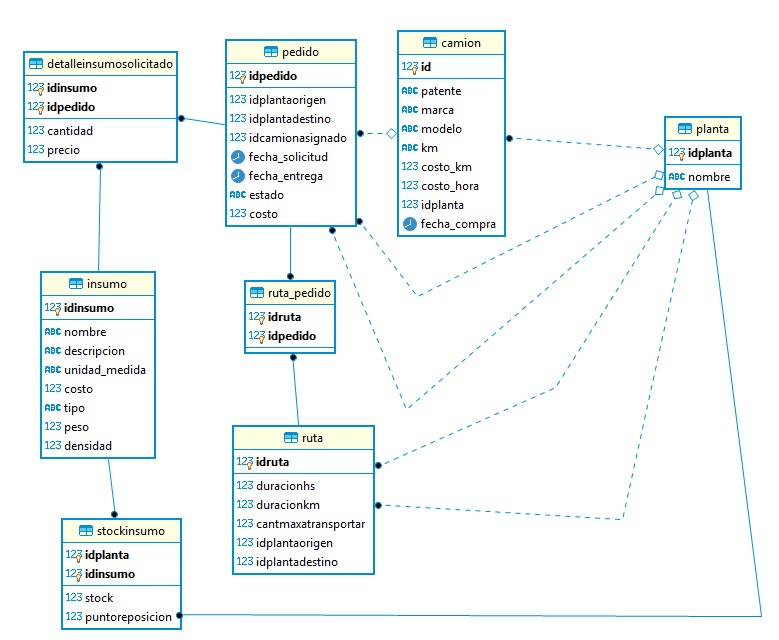 detalleinsumosolicitado
123 idinsumo
123 idpedido
123 cantidad
123 precio
pedido
123 idpedido
123 idplantaorigen
123 idplantadestino
123 idcamionasignado
fecha_solicitud
fecha_entrega
ABC estado
123 costo
camion
123 id
ABC patente
ABC marca
ABC modelo
ABC km
123 costo_km
123 costo_hora
123 idplanta
fecha_compra
planta
123 idplanta
ABC nombre
insumo
123 idinsumo
ABC nombre
ABC descripcion
ABC unidad_medida
123 costo
ABC tipo
123 peso
123 densidad
ruta_pedido
123 idruta
123 idpedido
ruta
123 idruta
123 duracionhs
123 duracionkm
123 cantmaxatransportar
123 idplantaorigen
123 idplantadestino
stockinsumo
123 idplanta
123 idinsumo
123 stock
123 puntoreposicion